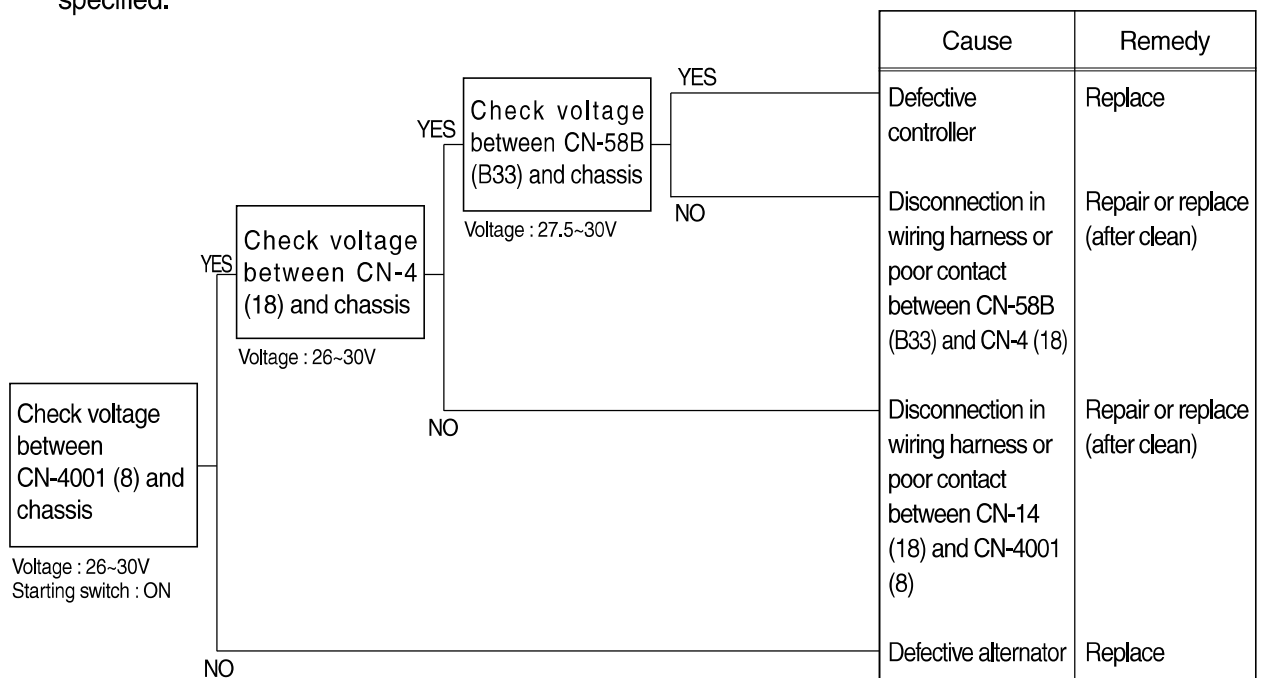 specified.
Cause
Remedy
YES
Check voltage
between CN-58B
(B33) and chassis
Voltage : 27.5~30V
Defective
controller
Replace
YES
NO
Disconnection in
wiring harness or
poor contact
between CN-58B
(B33) and CN-4 (18)
Repair or replace
(after clean)
Check voltage
between CN-4
(18) and chassis
Voltage : 26~30V
YES
NO
Disconnection in
wiring harness or
poor contact
between CN-14
(18) and CN-4001
(8)
Repair or replace
(after clean)
Check voltage
between
CN-4001 (8) and
chassis
Voltage : 26~30V
Starting switch : ON
NO
Defective alternator
Replace